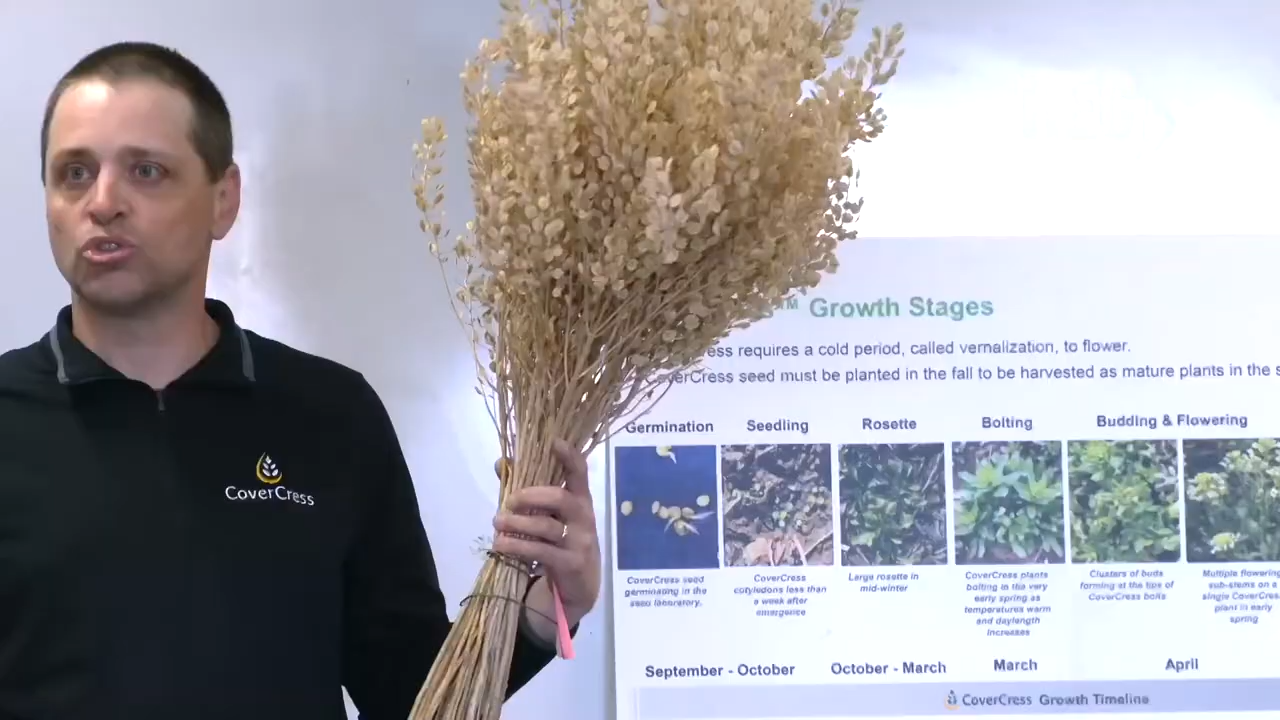 CoverCress
™ Growth Stages
ess requires a cold period, called vernalization, to flower.
CoverCress seed must be planted in the fall to be harvested as mature plants in the s
Germination
Seedling
Rosette
Bolting
Budding & Flowering
CoverCress seed
germinating in the
seed laboratory.
CoverCress
cotyledons less than
a week after
emergence
Large rosette in
mid-winter
CoverCress plants
bolting in the very
early spring as
temperatures warm
and daylength
increases
Clusters of buds
forming at the tips of
CoverCress bolts
Multiple flowering
sub-stems on a
single CoverCress
plant in early
spring
September - October
October - March
March
April
CoverCress Growth Timeline